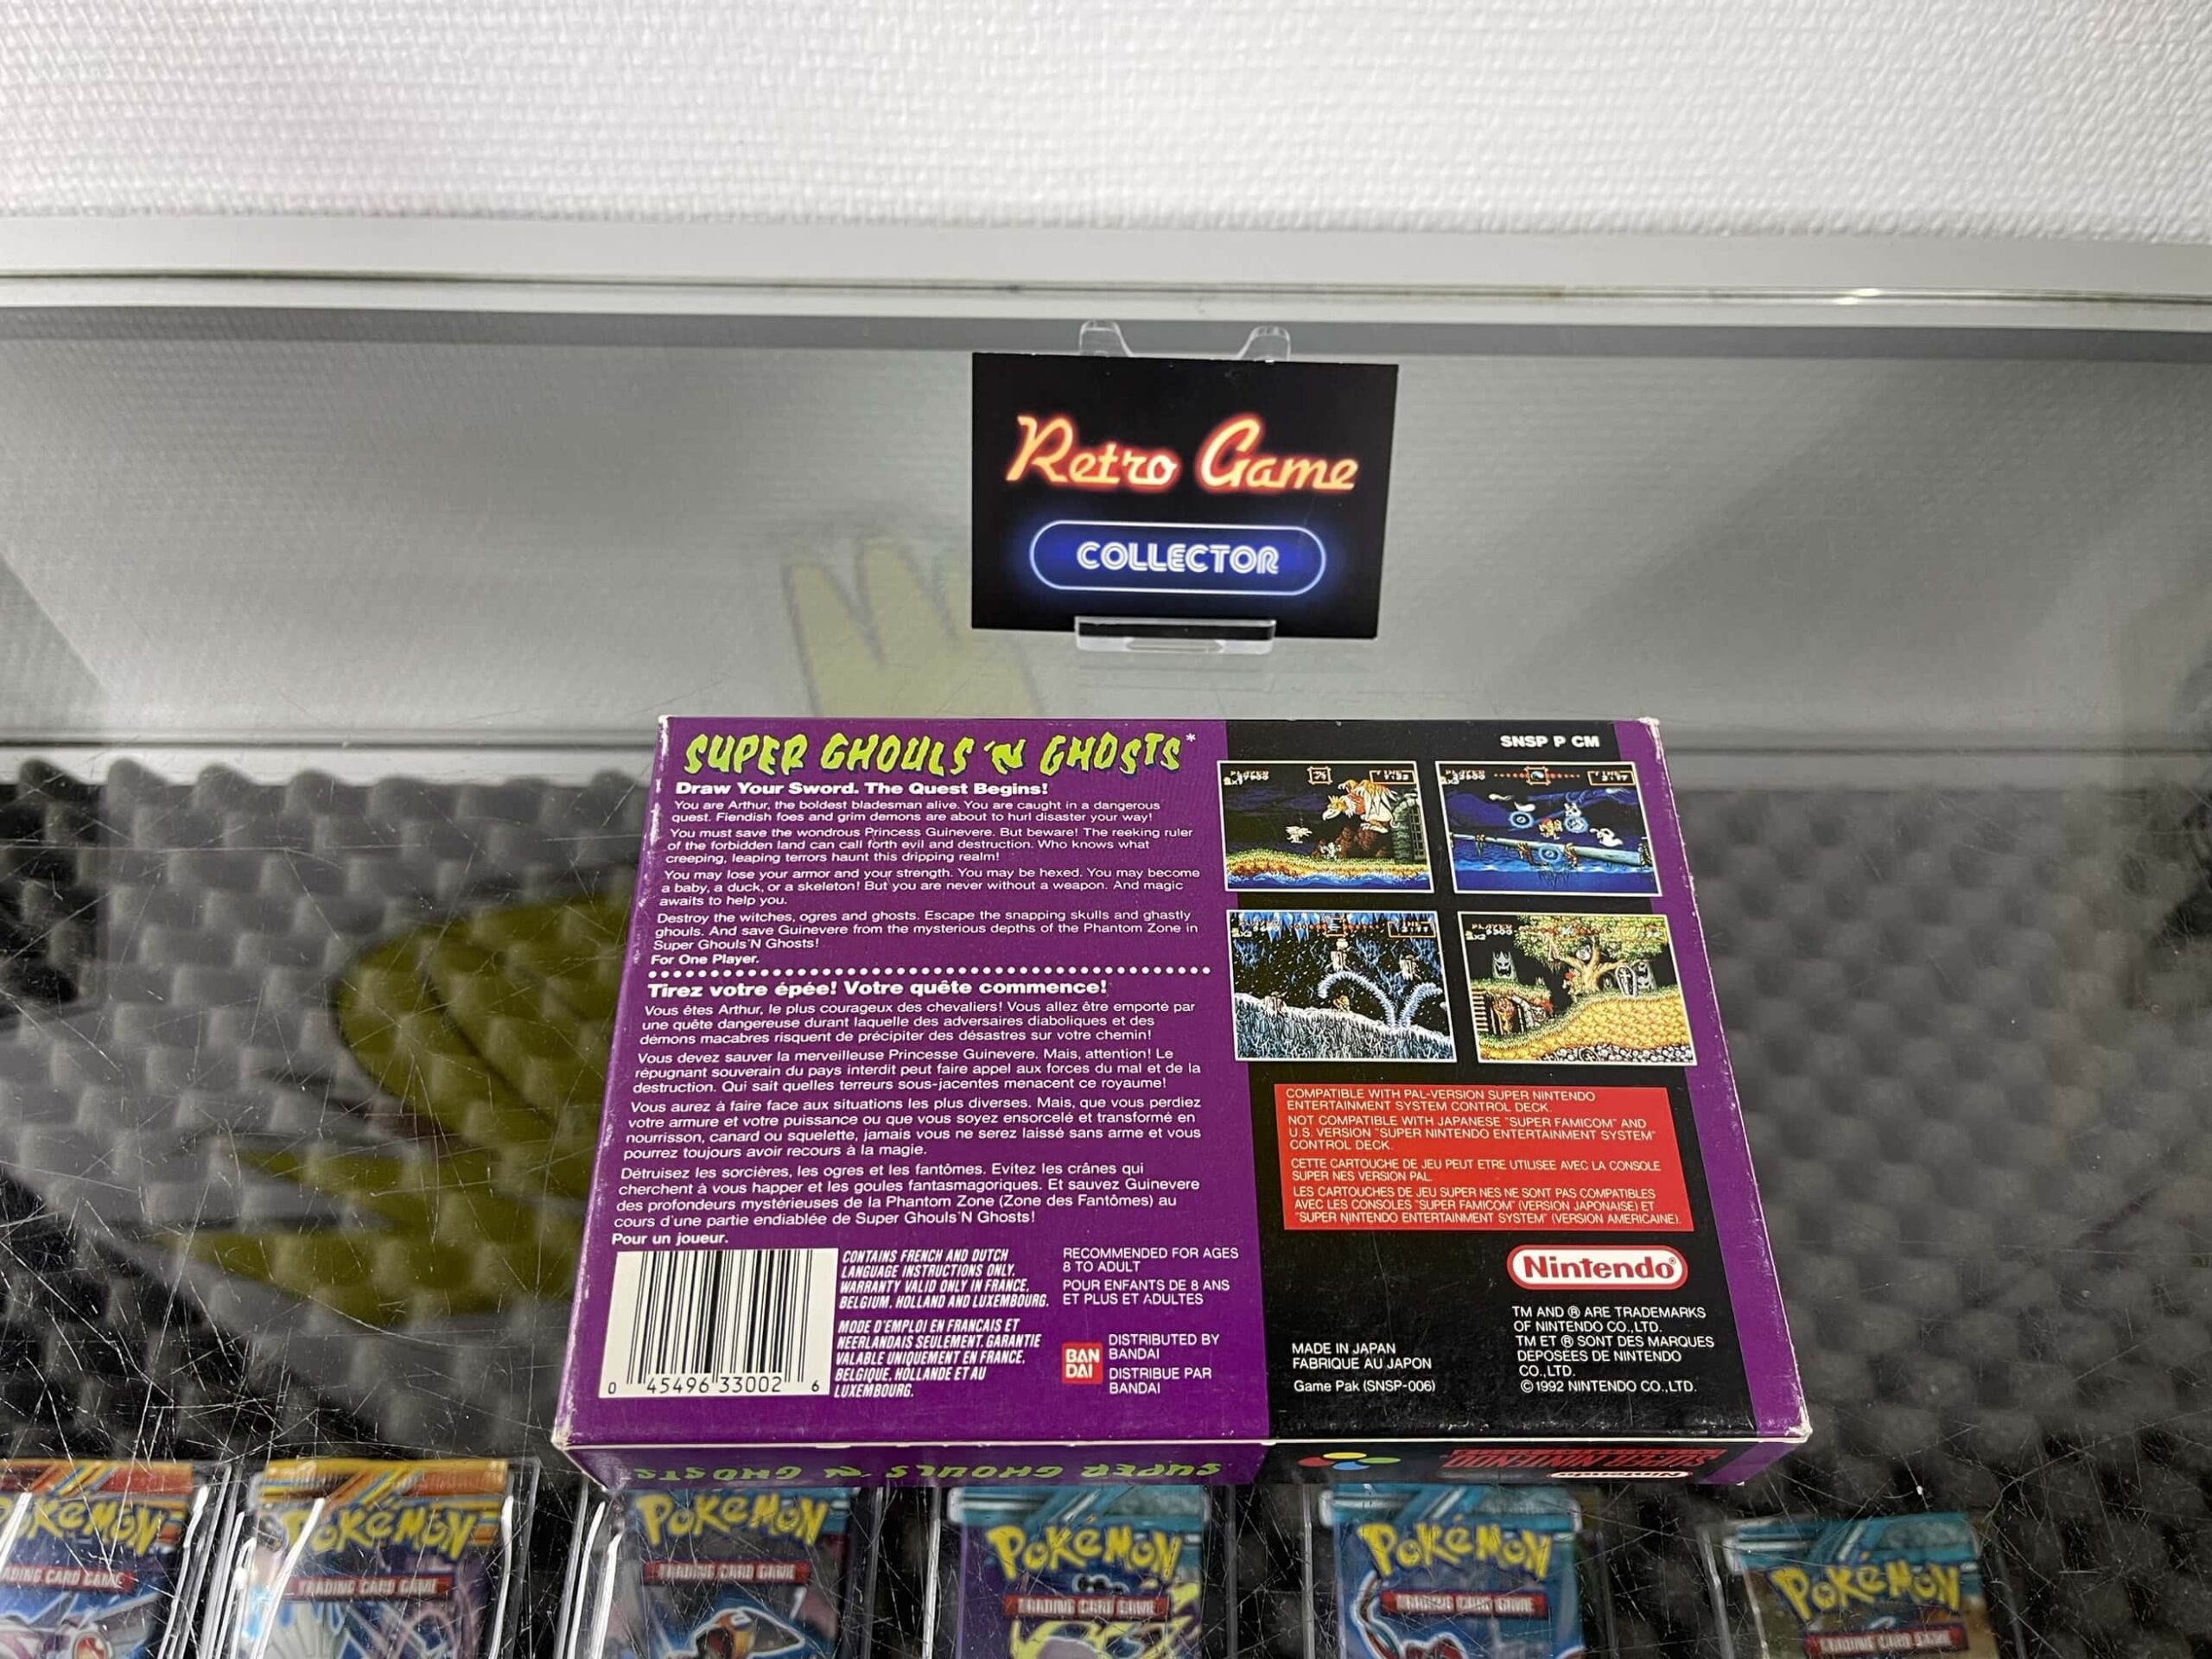 Retro Game
COLLECTOR
SUPER GHOULS 'N GHOSTS*
Draw Your Sword. The Quest Begins!
You are Arthur, the boldest bladesman alive. You are caught in a dangerous
quest. Fiendish foes and grim demons are about to hurl disaster your way!
You must save the wondrous Princess Guinevere. But beware! The reeking ruler
of the forbidden land can call forth evil and destruction. Who knows what
creeping, leaping terrors haunt this dripping realm!
You may lose your armor and your strength. You may be hexed. You may become
a baby, a duck, or a skeleton! But you are never without a weapon. And magic
awaits to help you.
Destroy the witches, ogres and ghosts. Escape the snapping skulls and ghastly
ghouls. And save Guinevere from the mysterious depths of the Phantom Zone in
Super Ghouls'N Ghosts!
For One Player.
Tirez votre épée! Votre quête commence!
Vous êtes Arthur, le plus courageux des chevaliers! Vous allez être emporté par
une quête dangereuse durant laquelle des adversaires diaboliques et des
démons macabres risquent de précipiter des désastres sur votre chemin!
Vous devez sauver la merveilleuse Princesse Guinevere. Mais, attention! Le
répugnant souverain du pays interdit peut faire appel aux forces du mal et de la
destruction. Qui sait quelles terreurs sous-jacentes menacent ce royaume!
Vous aurez à faire face aux situations les plus diverses. Mais, que vous perdiez
votre armure et votre puissance ou que vous soyez ensorcelé et transformé en
nourrisson, canard ou squelette, jamais vous ne serez laissé sans arme et vous
pourrez toujours avoir recours à la magie.
Détruisez les sorcières, les ogres et les fantômes. Evitez les crânes qui
cherchent à vous happer et les goules fantasmagoriques. Et sauvez Guinevere
des profondeurs mystérieuses de la Phantom Zone (Zone des Fantômes) au
cours d'une partie endiablée de Super Ghouls'N Ghosts!
Pour un joueur.
0 45496 33002 6
CONTAINS FRENCH AND DUTCH
LANGUAGE INSTRUCTIONS ONLY.
WARRANTY VALID ONLY IN FRANCE,
BELGIUM, HOLLAND AND LUXEMBOURG.
MODE D'EMPLOI EN FRANCAIS ET
NEERLANDAIS SEULEMENT. GARANTIE
VALABLE UNIQUEMENT EN FRANCE,
BELGIQUE, HOLLANDE ET AU
LUXEMBOURG.
RECOMMENDED FOR AGES
8 TO ADULT
POUR ENFANTS DE 8 ANS
ET PLUS ET ADULTES
BAN
DAI
DISTRIBUTED BY
BANDAI
DISTRIBUE PAR
BANDAI
SNSP P CM
COMPATIBLE WITH PAL-VERSION SUPER NINTENDO
ENTERTAINMENT SYSTEM CONTROL DECK.
NOT COMPATIBLE WITH JAPANESE "SUPER FAMICOM" AND
U.S. VERSION "SUPER NINTENDO ENTERTAINMENT SYSTEM"
CONTROL DECK.
CETTE CARTOUCHE DE JEU PEUT ETRE UTILISEE AVEC LA CONSOLE
SUPER NES VERSION PAL.
LES CARTOUCHES DE JEU SUPER NES NE SONT PAS COMPATIBLES
AVEC LES CONSOLES "SUPER FAMICOM" (VERSION JAPONAISE) ET
"SUPER NINTENDO ENTERTAINMENT SYSTEM" (VERSION AMERICAINE).
Nintendo®
MADE IN JAPAN
FABRIQUE AU JAPON
Game Pak (SNSP-006)
TM AND ® ARE TRADEMARKS
OF NINTENDO CO.,LTD.
TM ET ® SONT DES MARQUES
DEPOSEES DE NINTENDO
CO.,LTD.
©1992 NINTENDO CO.,LTD.
SUPER GHOULS 'N GHOSTS
SUPER NINTENDO
Nintendo
POKéMON
TRADING CARD GAME
POKéMON
TRADING CARD GAME
POKéMON
TRADING CARD GAME
POKéMON
TRADING CARD GAME
POKéMON
TRADING CARD GAME
POKéMON
TRADING CARD GAME